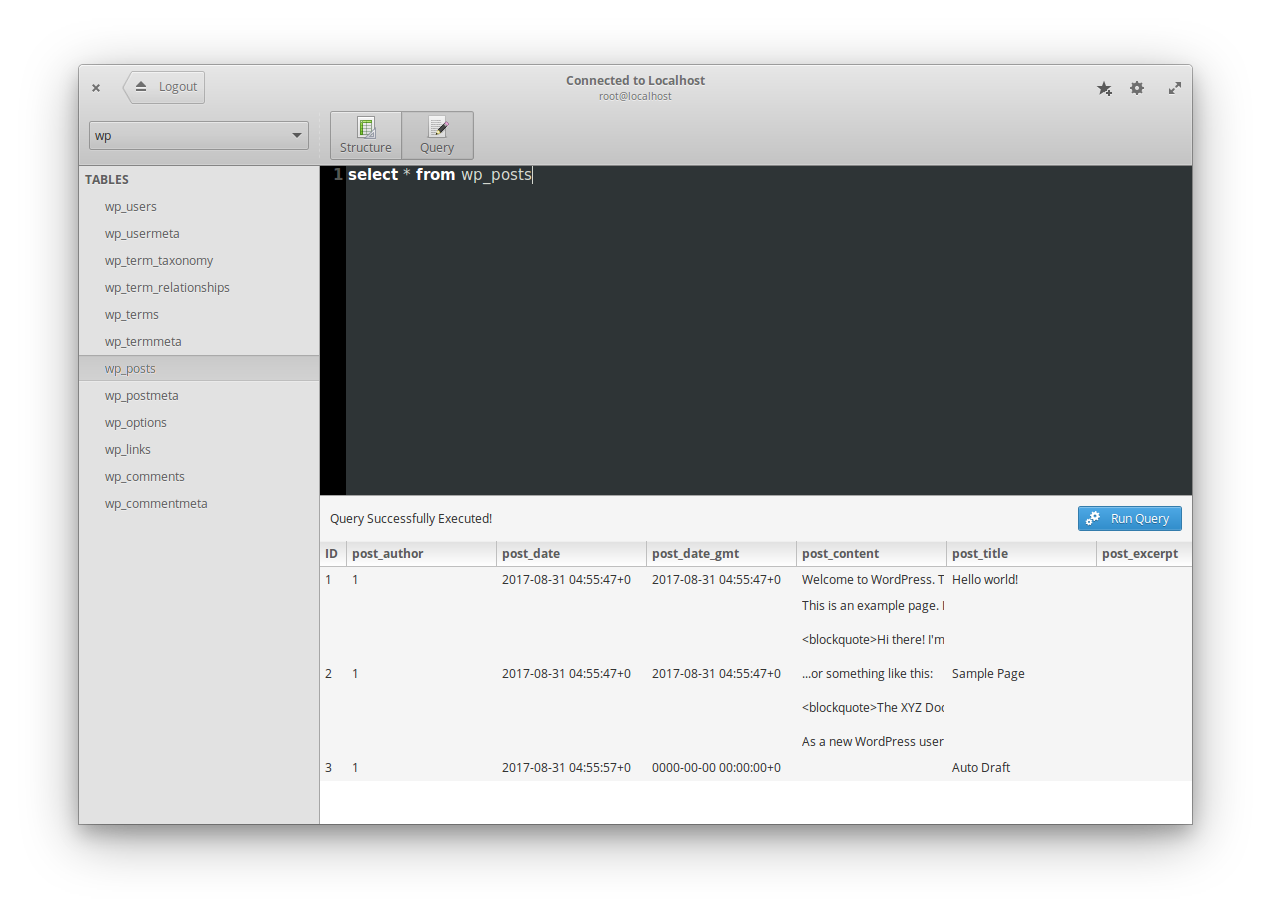 Logout
Connected to Localhost
root@localhost
wp
Structure
Query
TABLES
wp_users
wp_usermeta
wp_term_taxonomy
wp_term_relationships
wp_terms
wp_termmeta
wp_posts
wp_postmeta
wp_options
wp_links
wp_comments
wp_commentmeta
1 select * from wp_posts
Query Successfully Executed!
Run Query
ID post_author post_date post_date_gmt post_content post_title post_excerpt
1 1 2017-08-31 04:55:47+0 2017-08-31 04:55:47+0 Welcome to WordPress. T Hello world!
This is an example page. I
<blockquote>Hi there! I'm
2 1 2017-08-31 04:55:47+0 2017-08-31 04:55:47+0 ...or something like this: Sample Page
<blockquote>The XYZ Doo
As a new WordPress user
3 1 2017-08-31 04:55:57+0 0000-00-00 00:00:00+0 Auto Draft